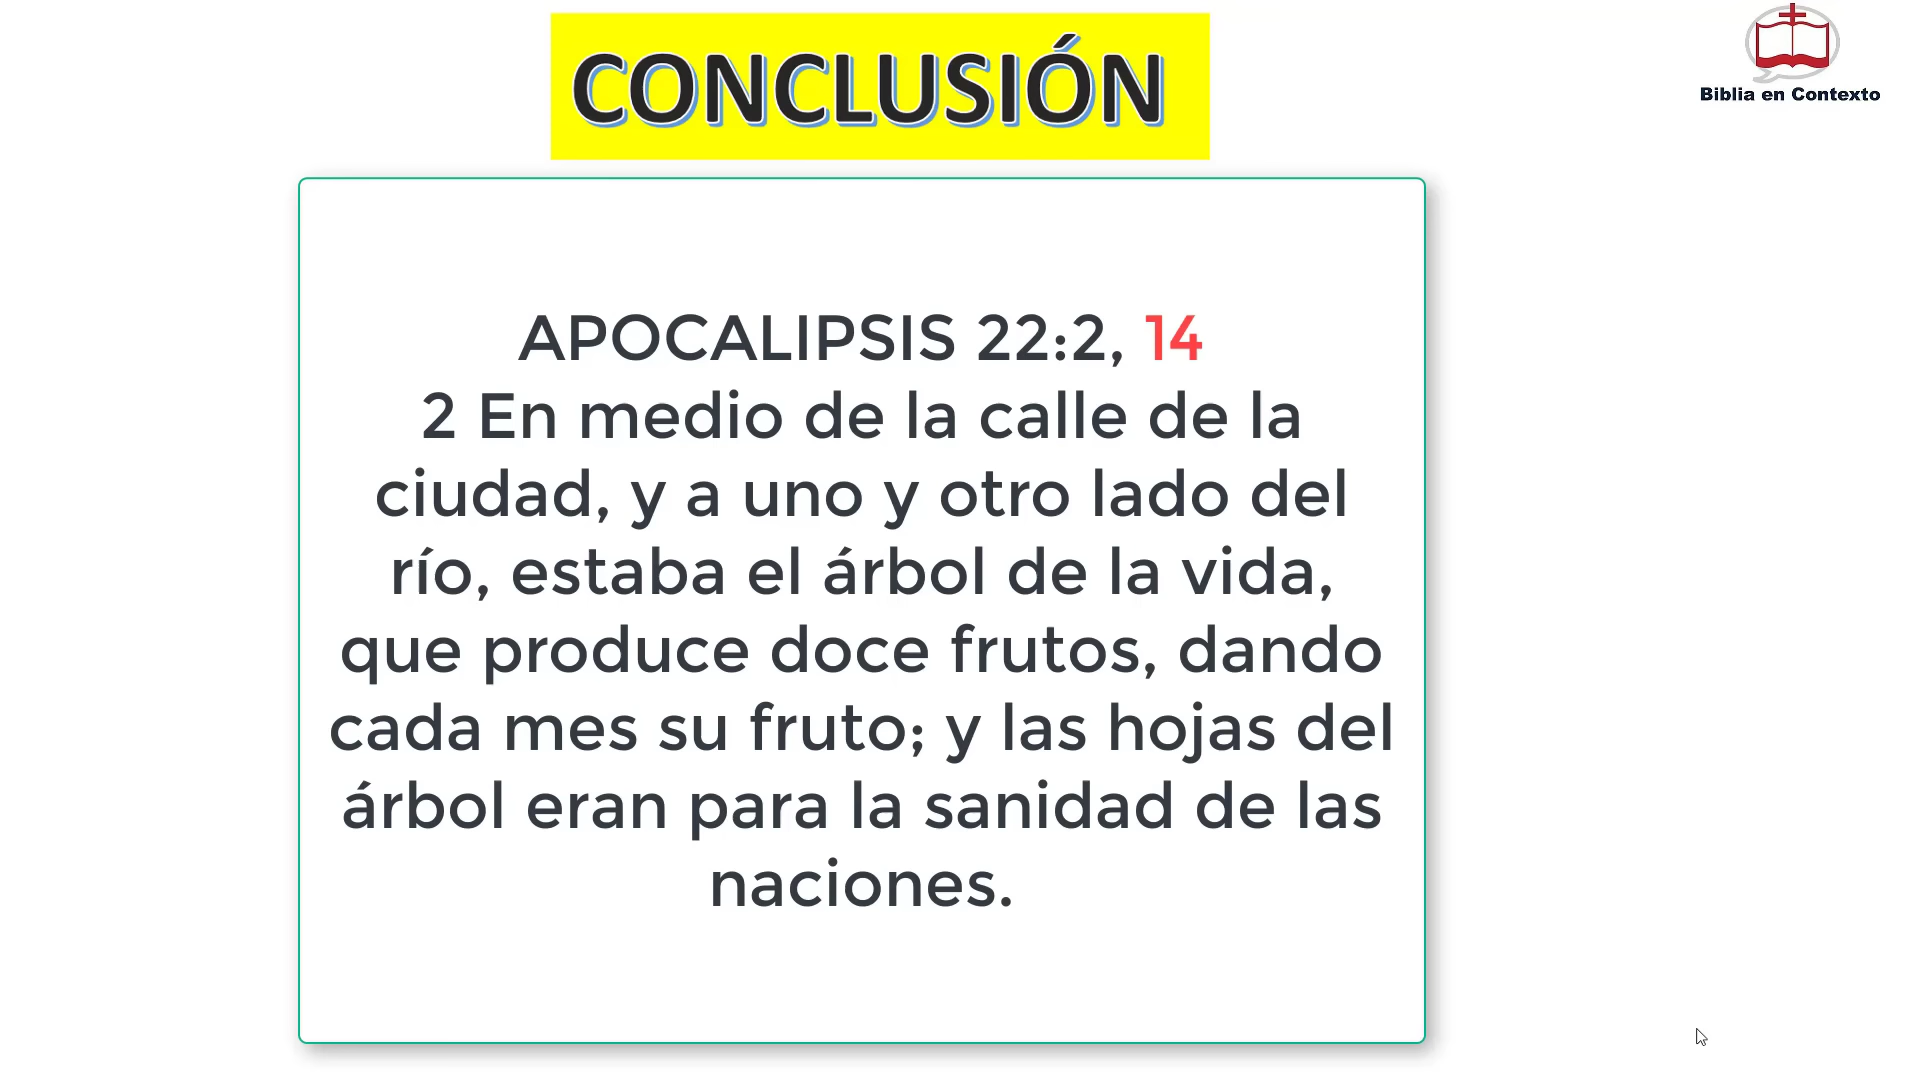 CONCLUSIÓN
Biblia en Contexto
APOCALIPSIS 22:2, 14
2 En medio de la calle de la
ciudad, y a uno y otro lado del
río, estaba el árbol de la vida,
que produce doce frutos, dando
cada mes su fruto; y las hojas del
árbol eran para la sanidad de las
naciones.